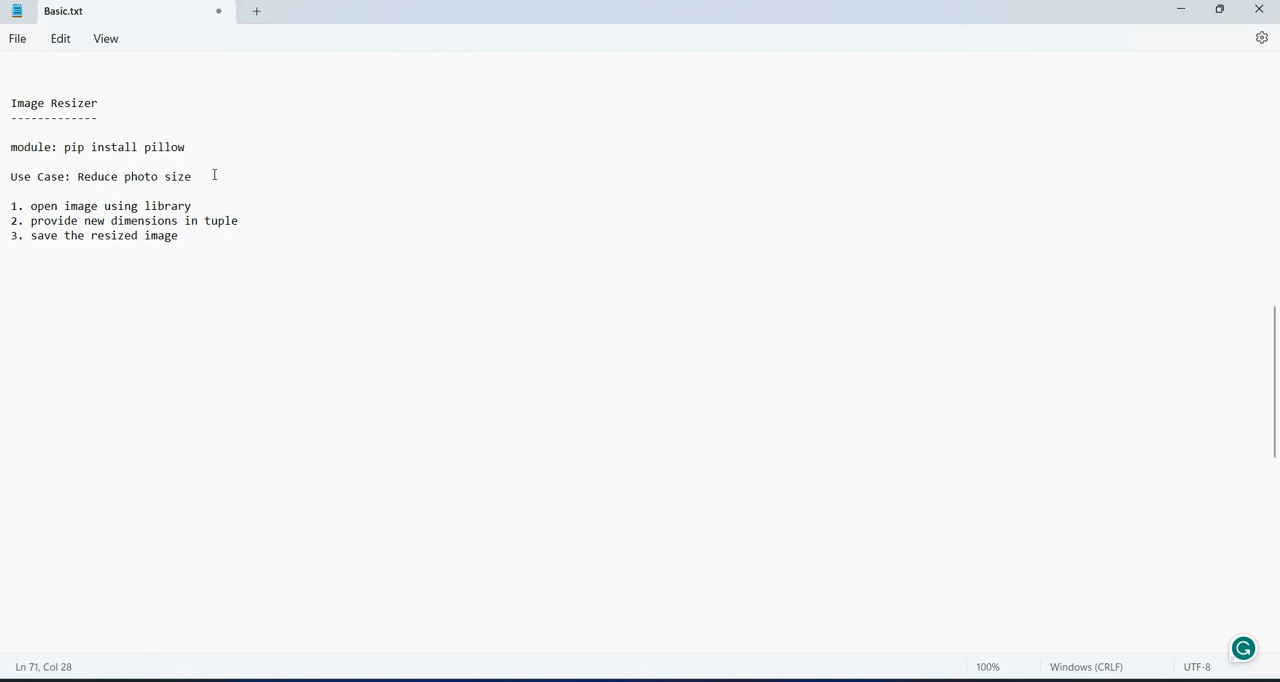 Basic.txt
File Edit View
Image Resizer
-------------
module: pip install pillow
Use Case: Reduce photo size
1. open image using library
2. provide new dimensions in tuple
3. save the resized image
Ln 71, Col 28 100% Windows (CRLF) UTF-8